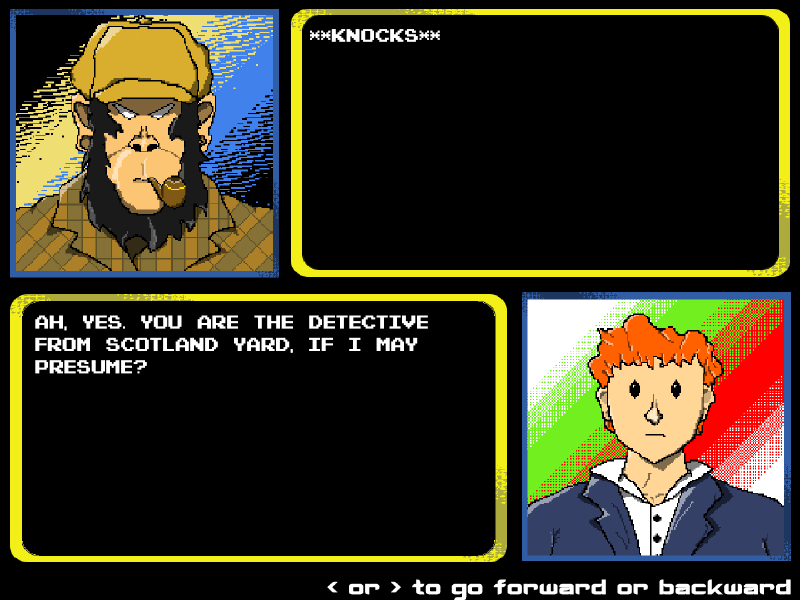 **KNOCKS**
AH, YES. YOU ARE THE DETECTIVE
FROM SCOTLAND YARD, IF I MAY
PRESUME?
< or > to go forward or backward